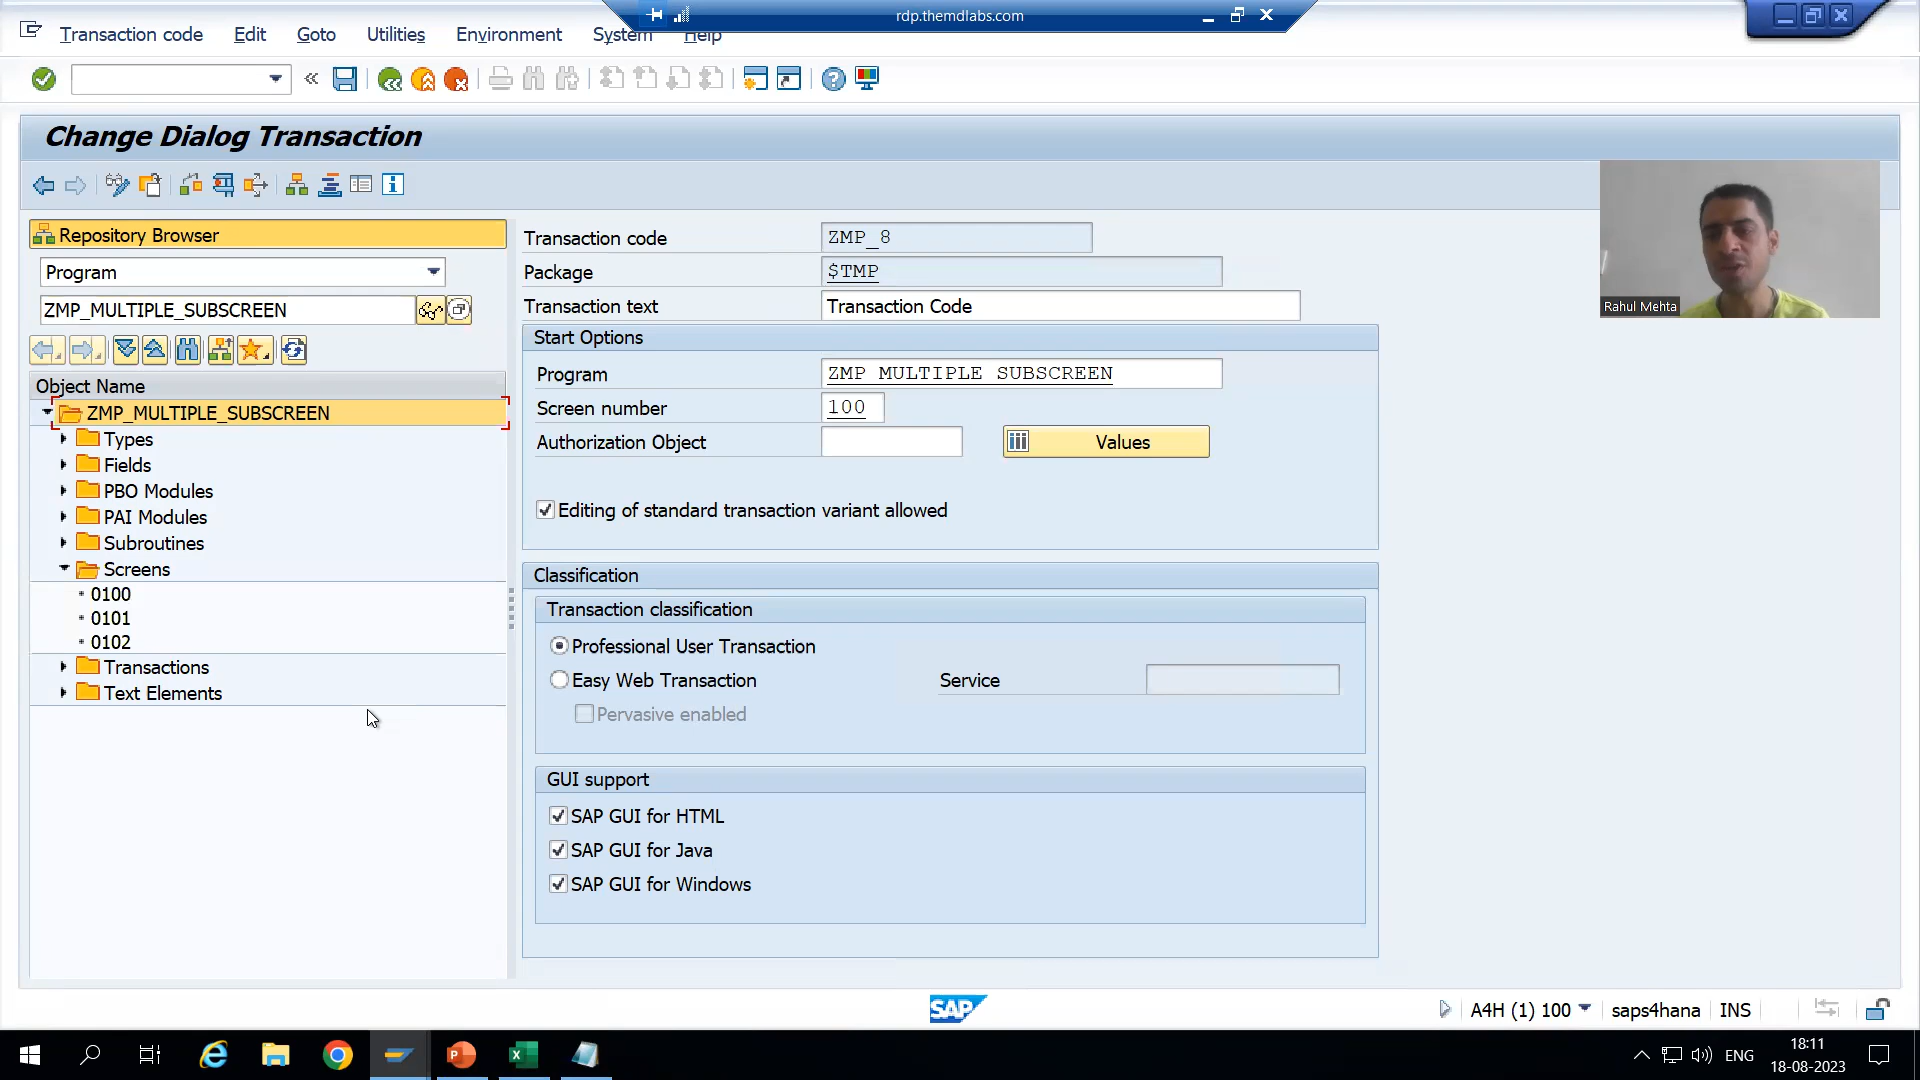 rdp.themdlabs.com
Transaction code Edit Goto Utilities Environment System Help
Change Dialog Transaction
Repository Browser
Program
ZMP_MULTIPLE_SUBSCREEN
Object Name
ZMP_MULTIPLE_SUBSCREEN
Types
Fields
PBO Modules
PAI Modules
Subroutines
Screens
0100
0101
0102
Transactions
Text Elements
Transaction code ZMP_8
Package $TMP
Transaction text Transaction Code
Start Options
Program ZMP_MULTIPLE_SUBSCREEN
Screen number 100
Authorization Object Values
Editing of standard transaction variant allowed
Classification
Transaction classification
Professional User Transaction
Easy Web Transaction Service
Pervasive enabled
GUI support
SAP GUI for HTML
SAP GUI for Java
SAP GUI for Windows
Rahul Mehta
SAP
A4H (1) 100 saps4hana INS
ENG
18:11
18-08-2023